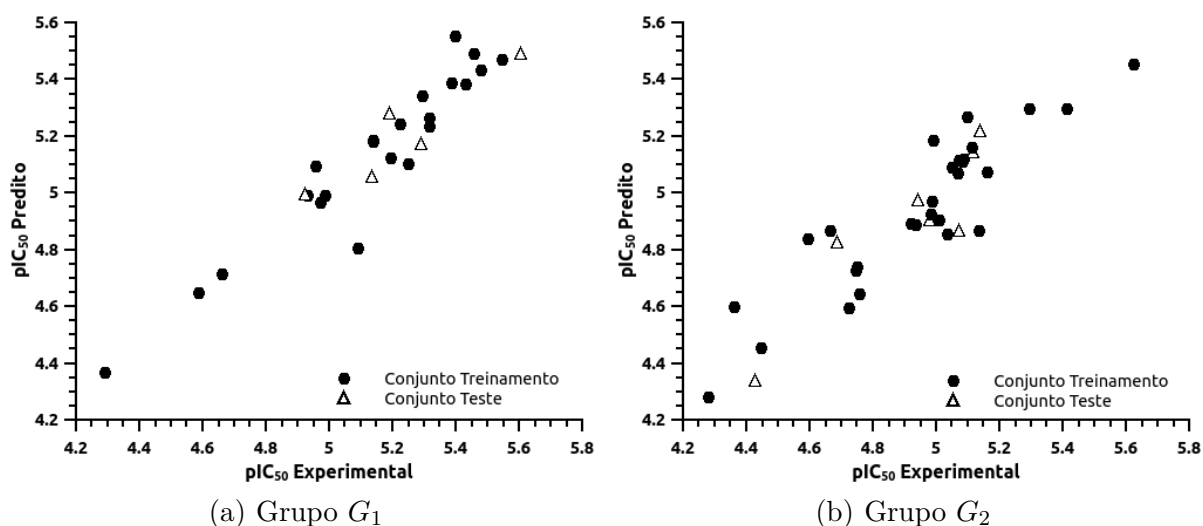 5.6
5.4
5.2
5
4.8
4.6
4.4
4.2
pIC₅₀ Predito
Conjunto Treinamento
Conjunto Teste
4.2 4.4 4.6 4.8 5 5.2 5.4 5.6 5.8
pIC₅₀ Experimental
(a) Grupo G₁
5.6
5.4
5.2
5
4.8
4.6
4.4
4.2
pIC₅₀ Predito
Conjunto Treinamento
Conjunto Teste
4.2 4.4 4.6 4.8 5 5.2 5.4 5.6 5.8
pIC₅₀ Experimental
(b) Grupo G₂